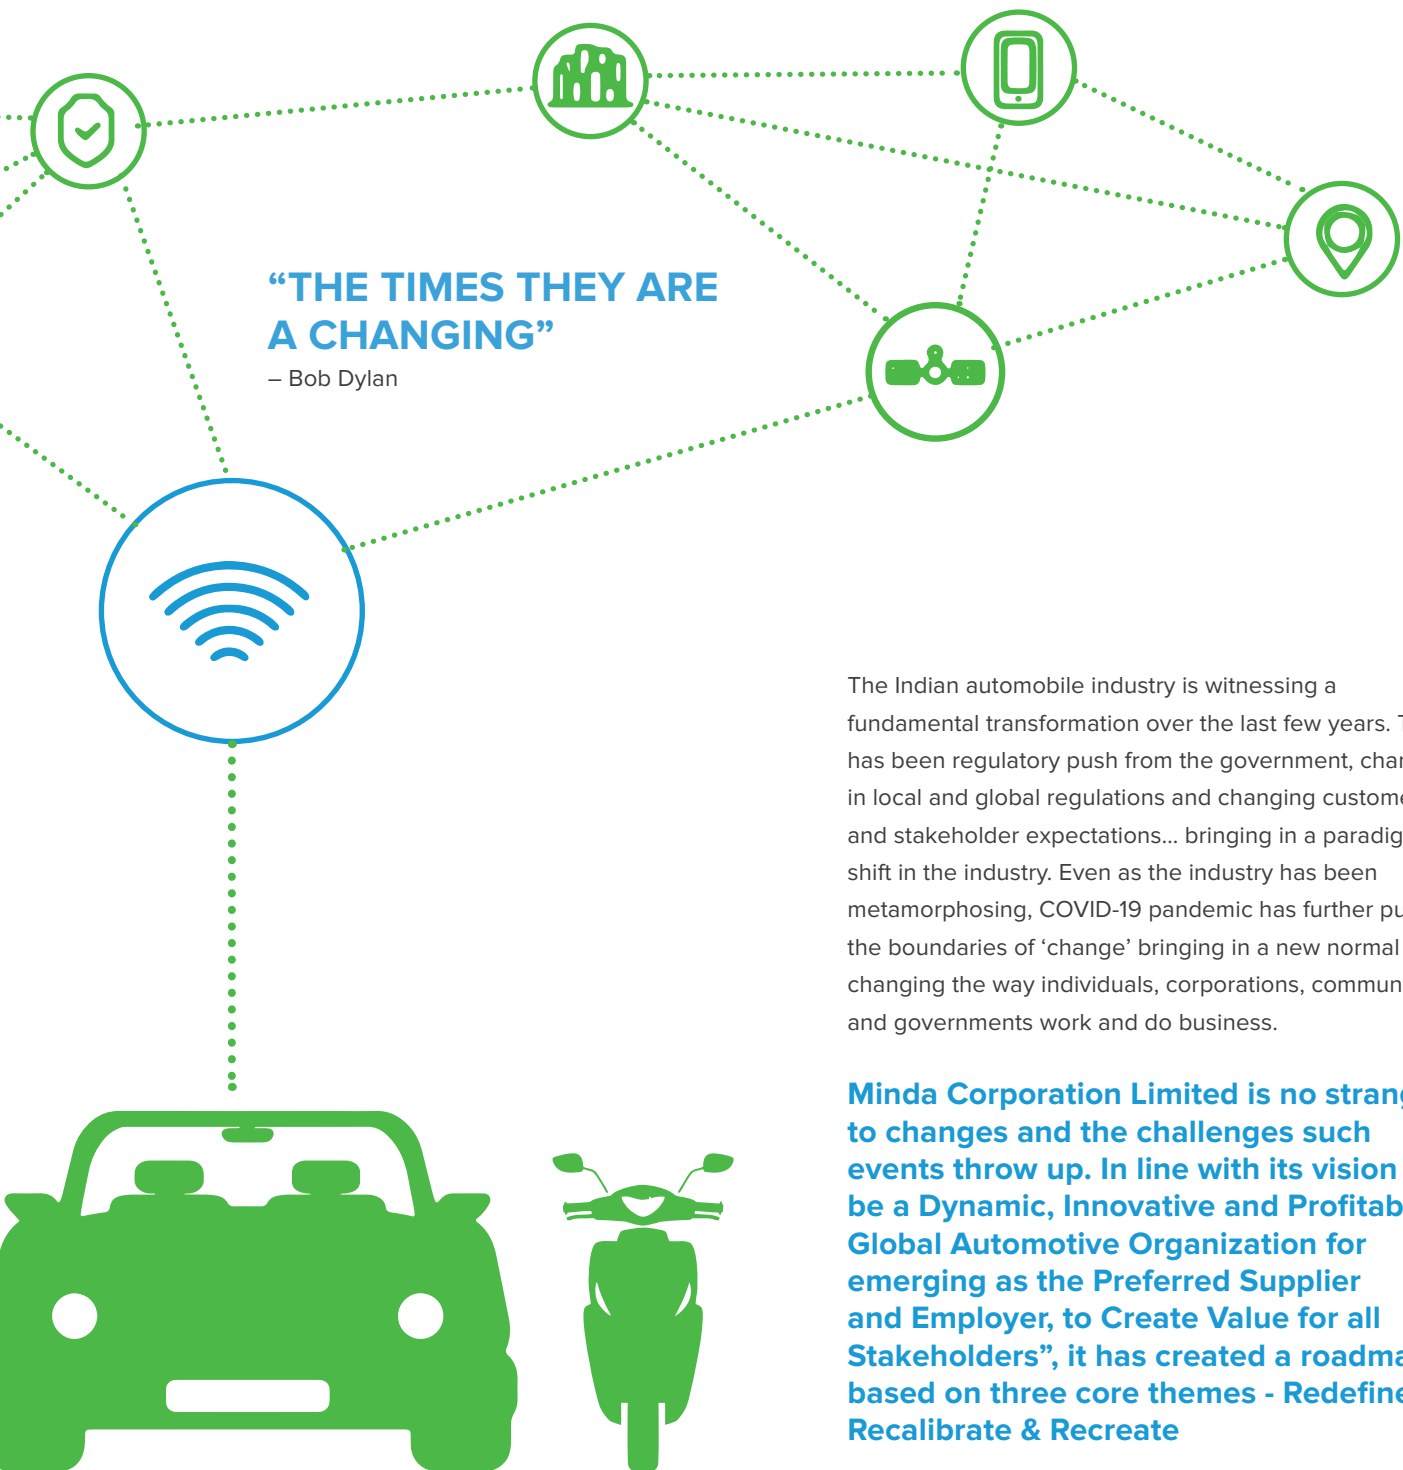 “THE TIMES THEY ARE
A CHANGING”
– Bob Dylan
The Indian automobile industry is witnessing a
fundamental transformation over the last few years.
has been regulatory push from the government,
in local and global regulations and changing
and stakeholder expectations... bringing in a
shift in the industry. Even as the industry has been
metamorphosing, COVID-19 pandemic has further
the boundaries of ‘change’ bringing in a new normal
changing the way individuals, corporations,
and governments work and do business.
Minda Corporation Limited is no
to changes and the challenges such
events throw up. In line with its vision
be a Dynamic, Innovative and
Global Automotive Organization for
emerging as the Preferred Supplier
and Employer, to Create Value for all
Stakeholders”, it has created a
based on three core themes - Redefine
Recalibrate & Recreate